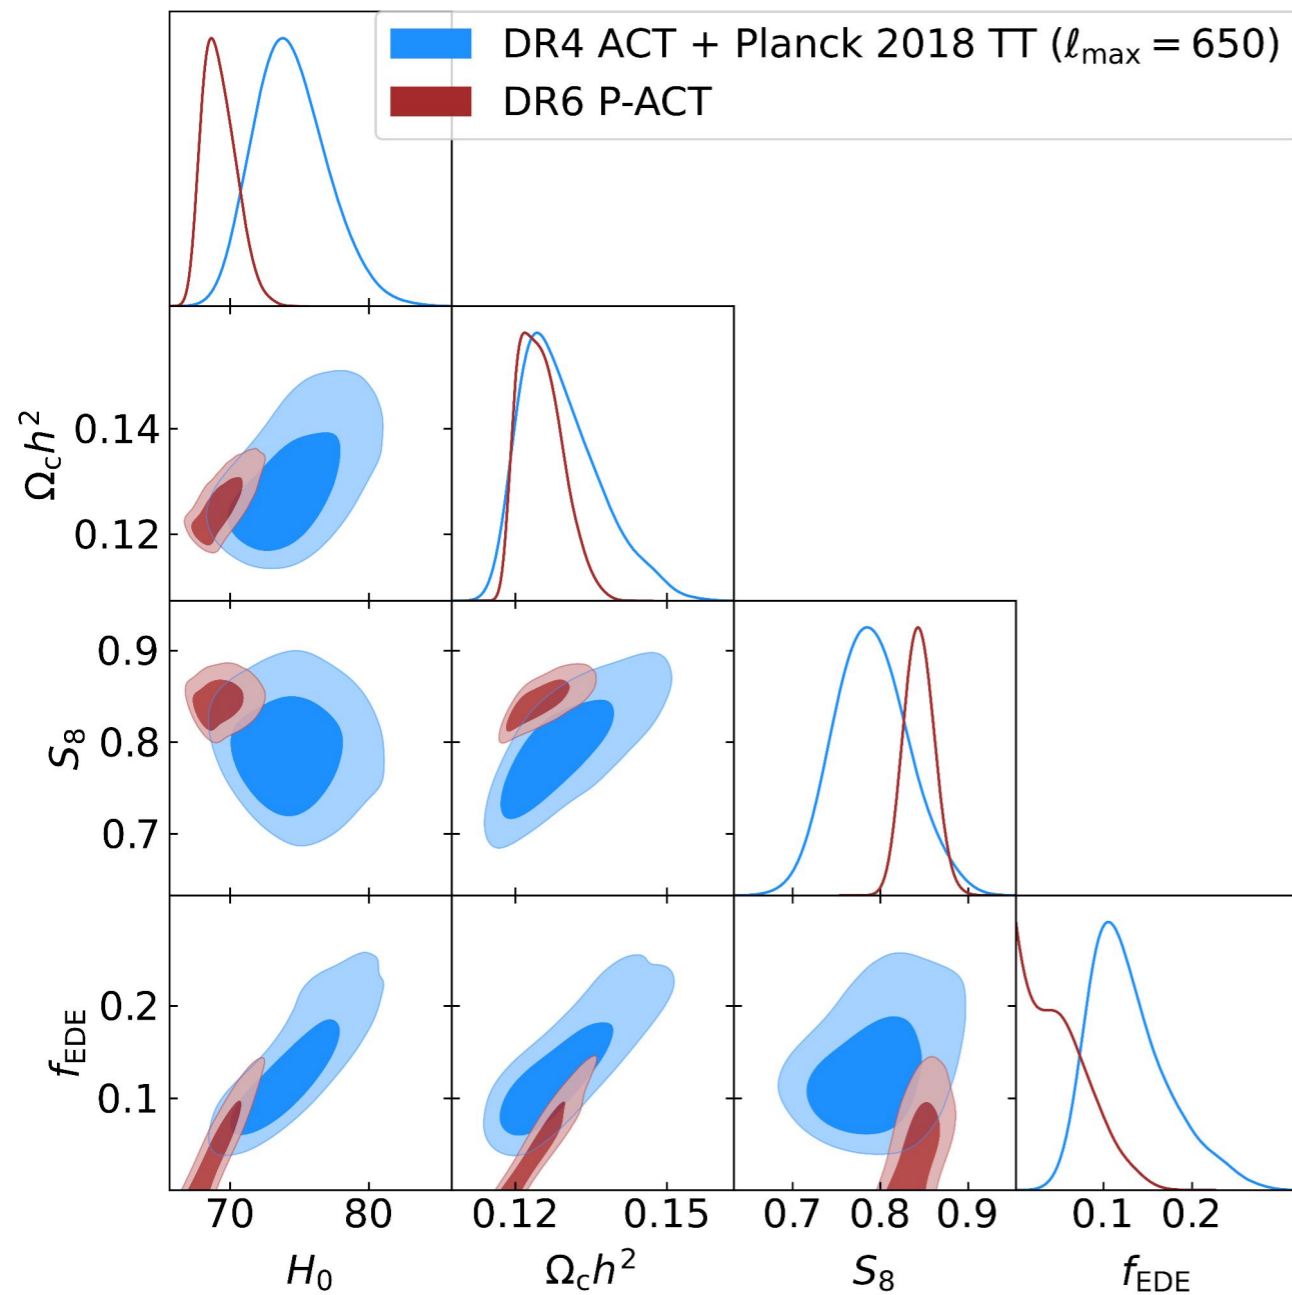 DR4 ACT + Planck 2018 TT (ℓmax = 650)
DR6 P-ACT
Ωch²
0.14
0.12
S8
0.9
0.8
0.7
fEDE
0.2
0.1
70 80 0.12 0.15 0.7 0.8 0.9 0.1 0.2
H0 Ωch² S8 fEDE